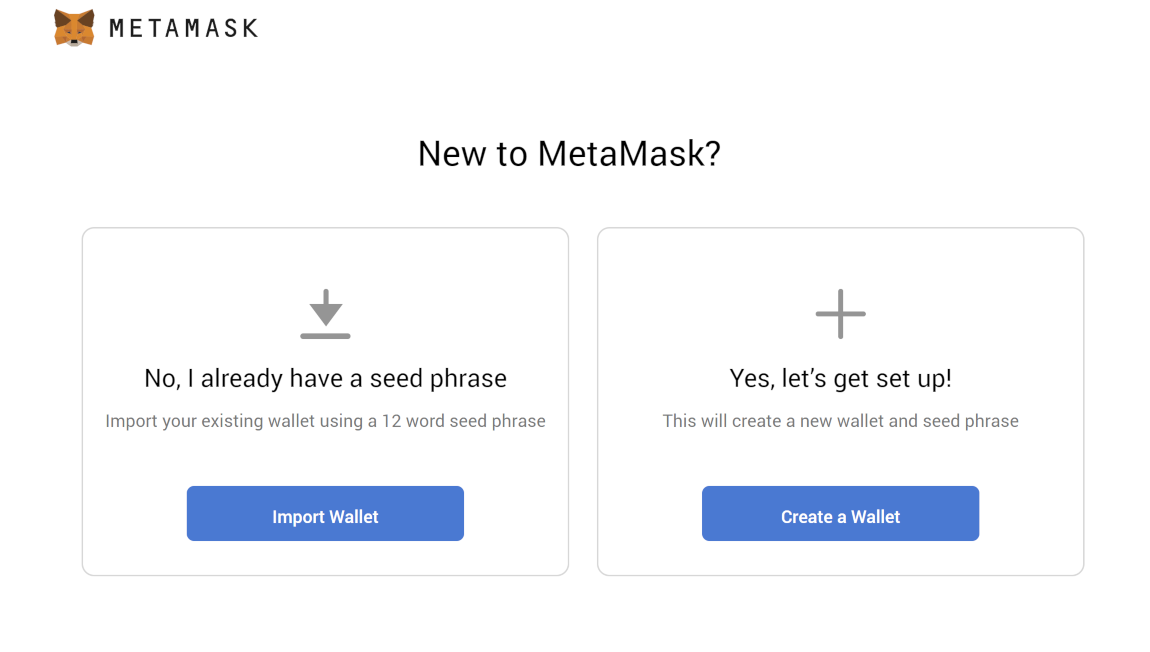 METAMASK
New to MetaMask?
No, I already have a seed phrase
Import your existing wallet using a 12 word seed phrase
Import Wallet
Yes, let’s get set up!
This will create a new wallet and seed phrase
Create a Wallet